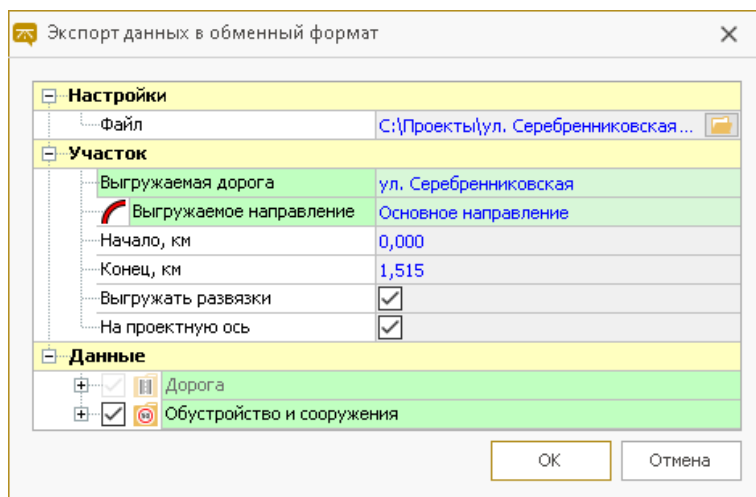 Экспорт данных в обменный формат
Настройки
Файл С:\Проекты\ул. Серебренниковская...
Участок
Выгружаемая дорога ул. Серебренниковская
Выгружаемое направление Основное направление
Начало, км 0,000
Конец, км 1,515
Выгружать развязки
На проектную ось
Данные
Дорога
Обустройство и сооружения
ОК Отмена